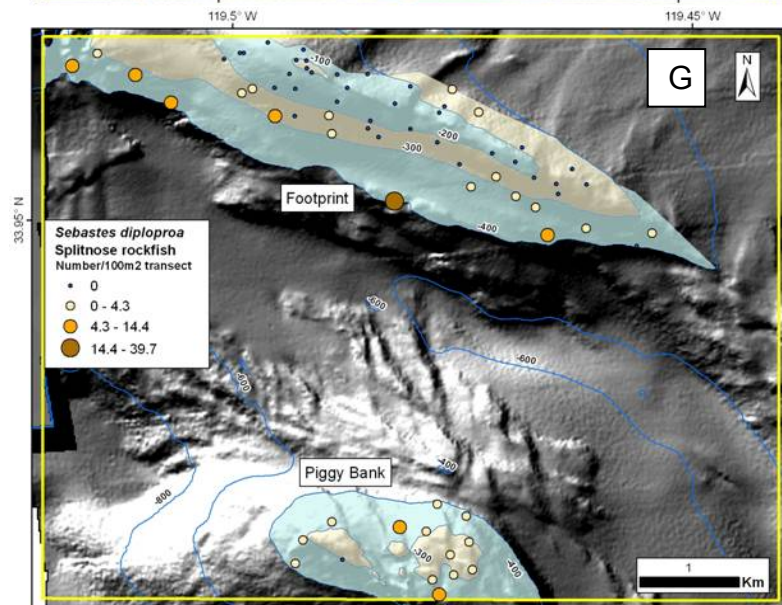 119.5° W
119.45° W
G
N
-100
-200
-300
Footprint
-400
33.95° N
Sebastes diploproa
Splitnose rockfish
Number/100m2 transect
0
0 - 4.3
4.3 - 14.4
14.4 - 39.7
-600
-600
-600
-400
Piggy Bank
-800
-300
-400
1
Km